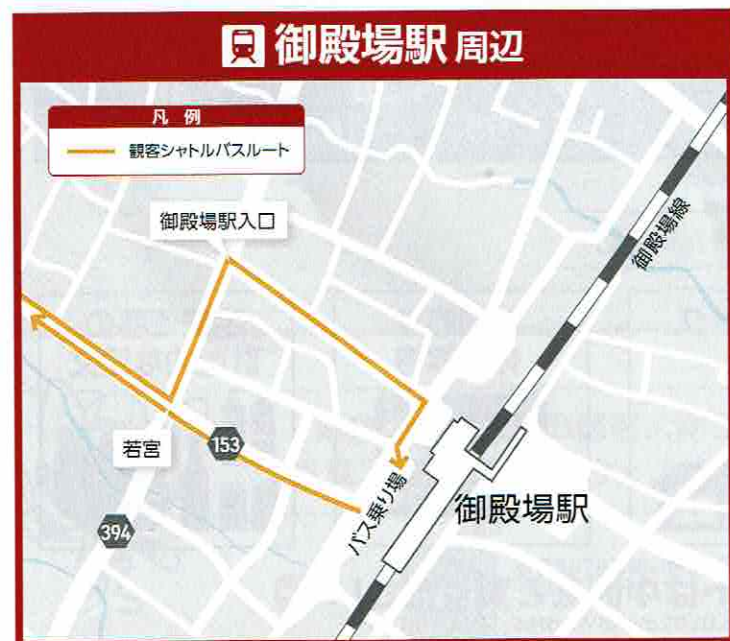 御殿場駅 周辺
凡 例
観客シャトルバスルート
御殿場駅入口
御殿場線
若宮
153
394
バス乗り場
御殿場駅